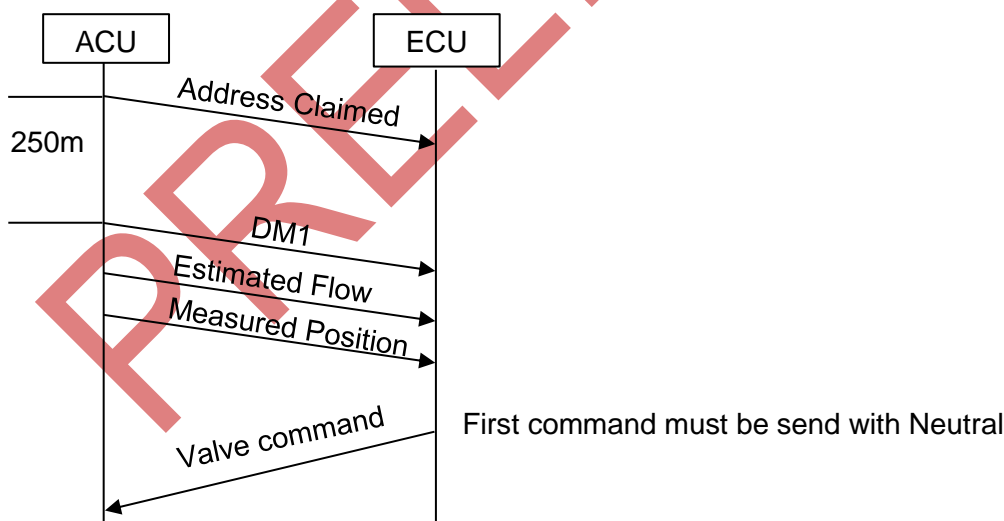 ACU
ECU
Address Claimed
250m
DM1
Estimated Flow
Measured Position
Valve command
First command must be send with Neutral
PREL